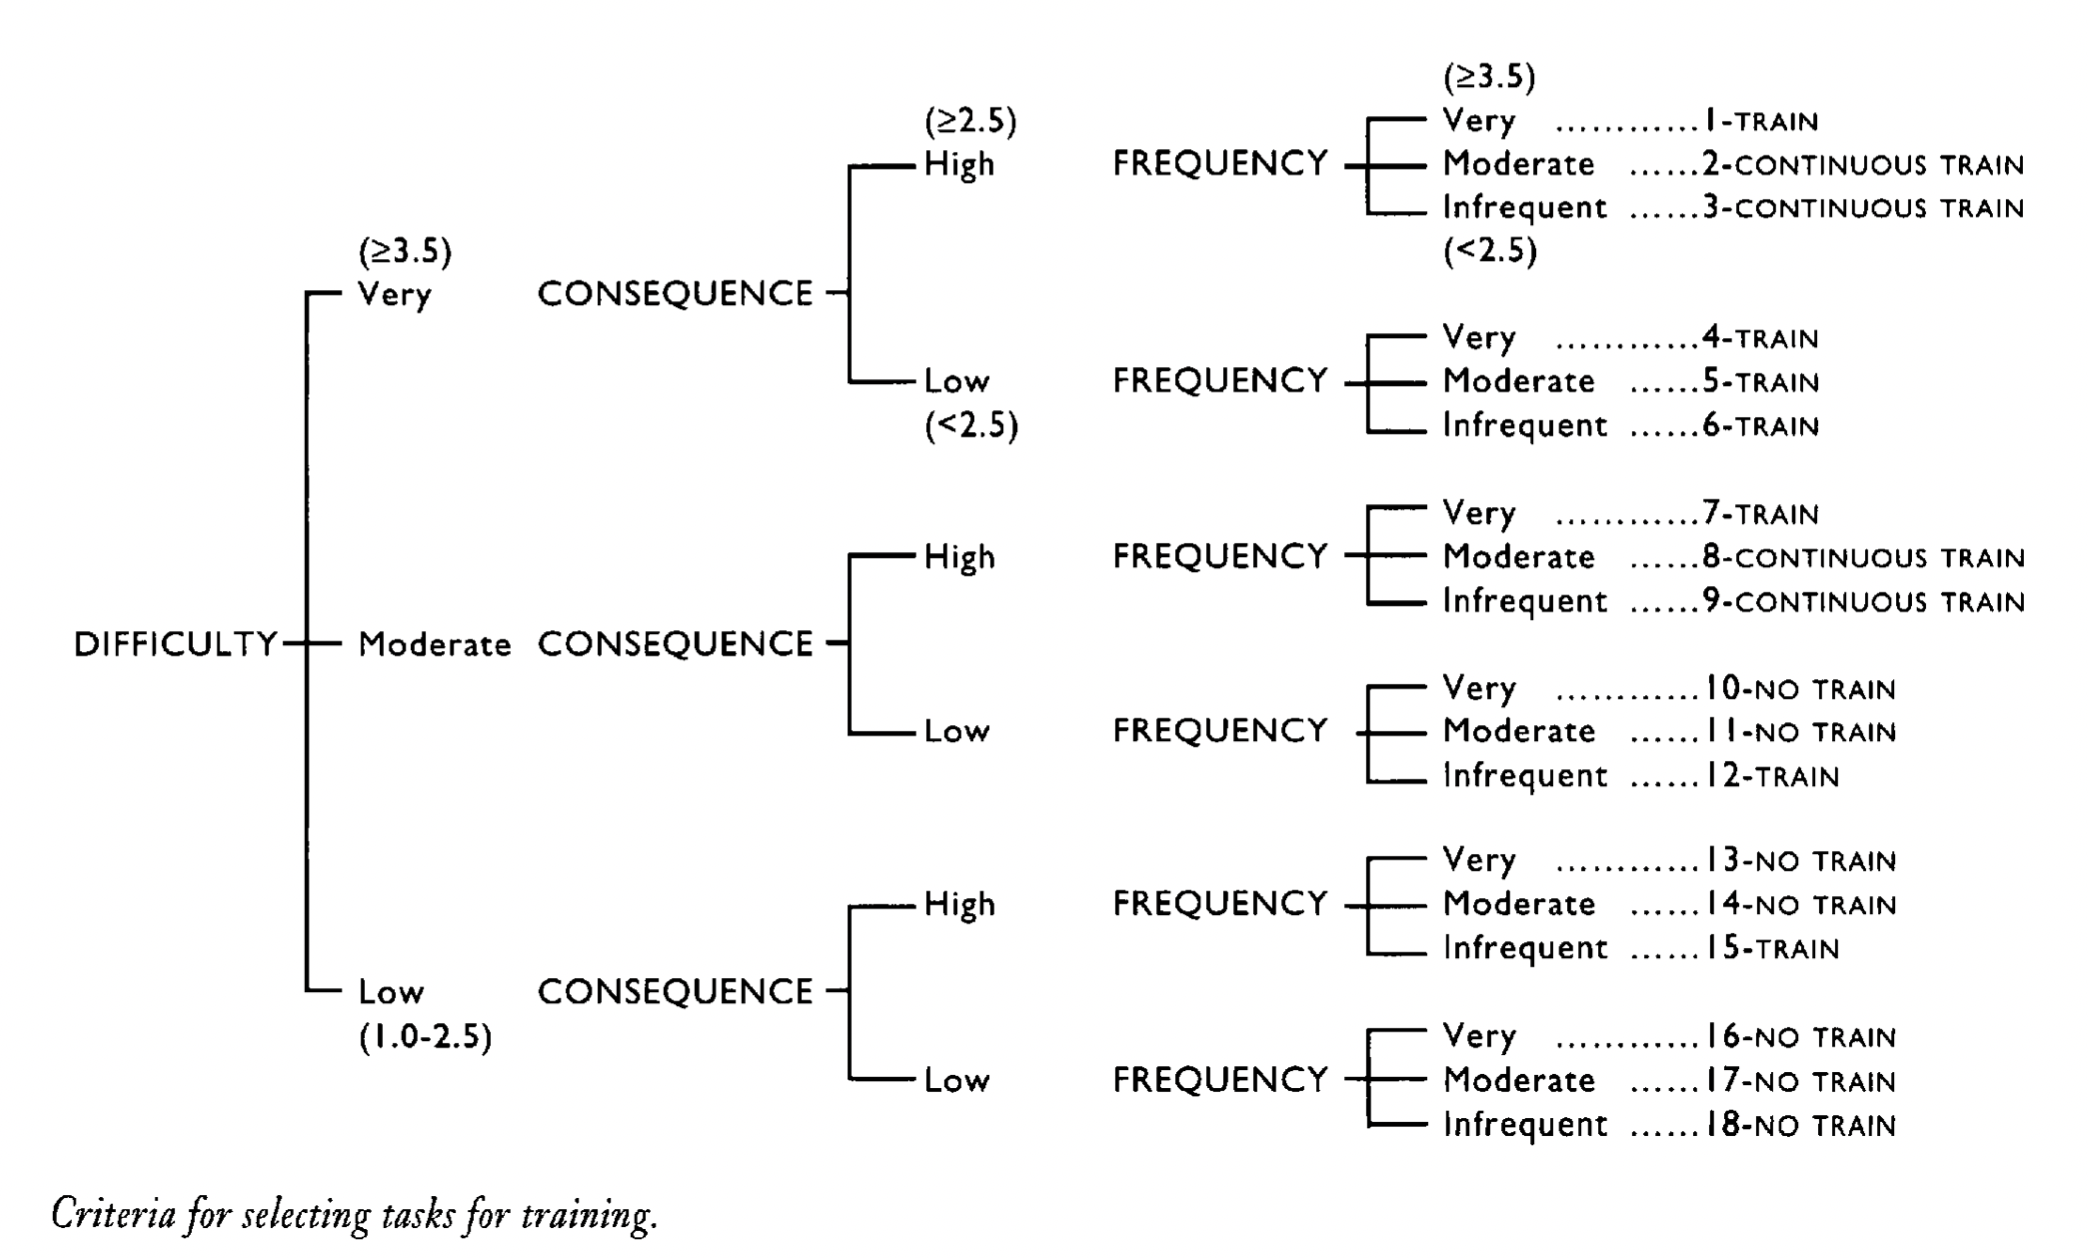 (≥3.5)
(≥2.5) Very ............1-TRAIN
High FREQUENCY Moderate ......2-CONTINUOUS TRAIN
Infrequent ......3-CONTINUOUS TRAIN
(≥3.5) (<2.5)
Very CONSEQUENCE
Very ............4-TRAIN
Low FREQUENCY Moderate ......5-TRAIN
(<2.5) Infrequent ......6-TRAIN
Very ............7-TRAIN
High FREQUENCY Moderate ......8-CONTINUOUS TRAIN
Infrequent ......9-CONTINUOUS TRAIN
DIFFICULTY Moderate CONSEQUENCE
Very ............10-NO TRAIN
Low FREQUENCY Moderate ......11-NO TRAIN
Infrequent ......12-TRAIN
Very ............13-NO TRAIN
High FREQUENCY Moderate ......14-NO TRAIN
Infrequent ......15-TRAIN
Low CONSEQUENCE
(1.0-2.5) Very ............16-NO TRAIN
Low FREQUENCY Moderate ......17-NO TRAIN
Infrequent ......18-NO TRAIN
Criteria for selecting tasks for training.